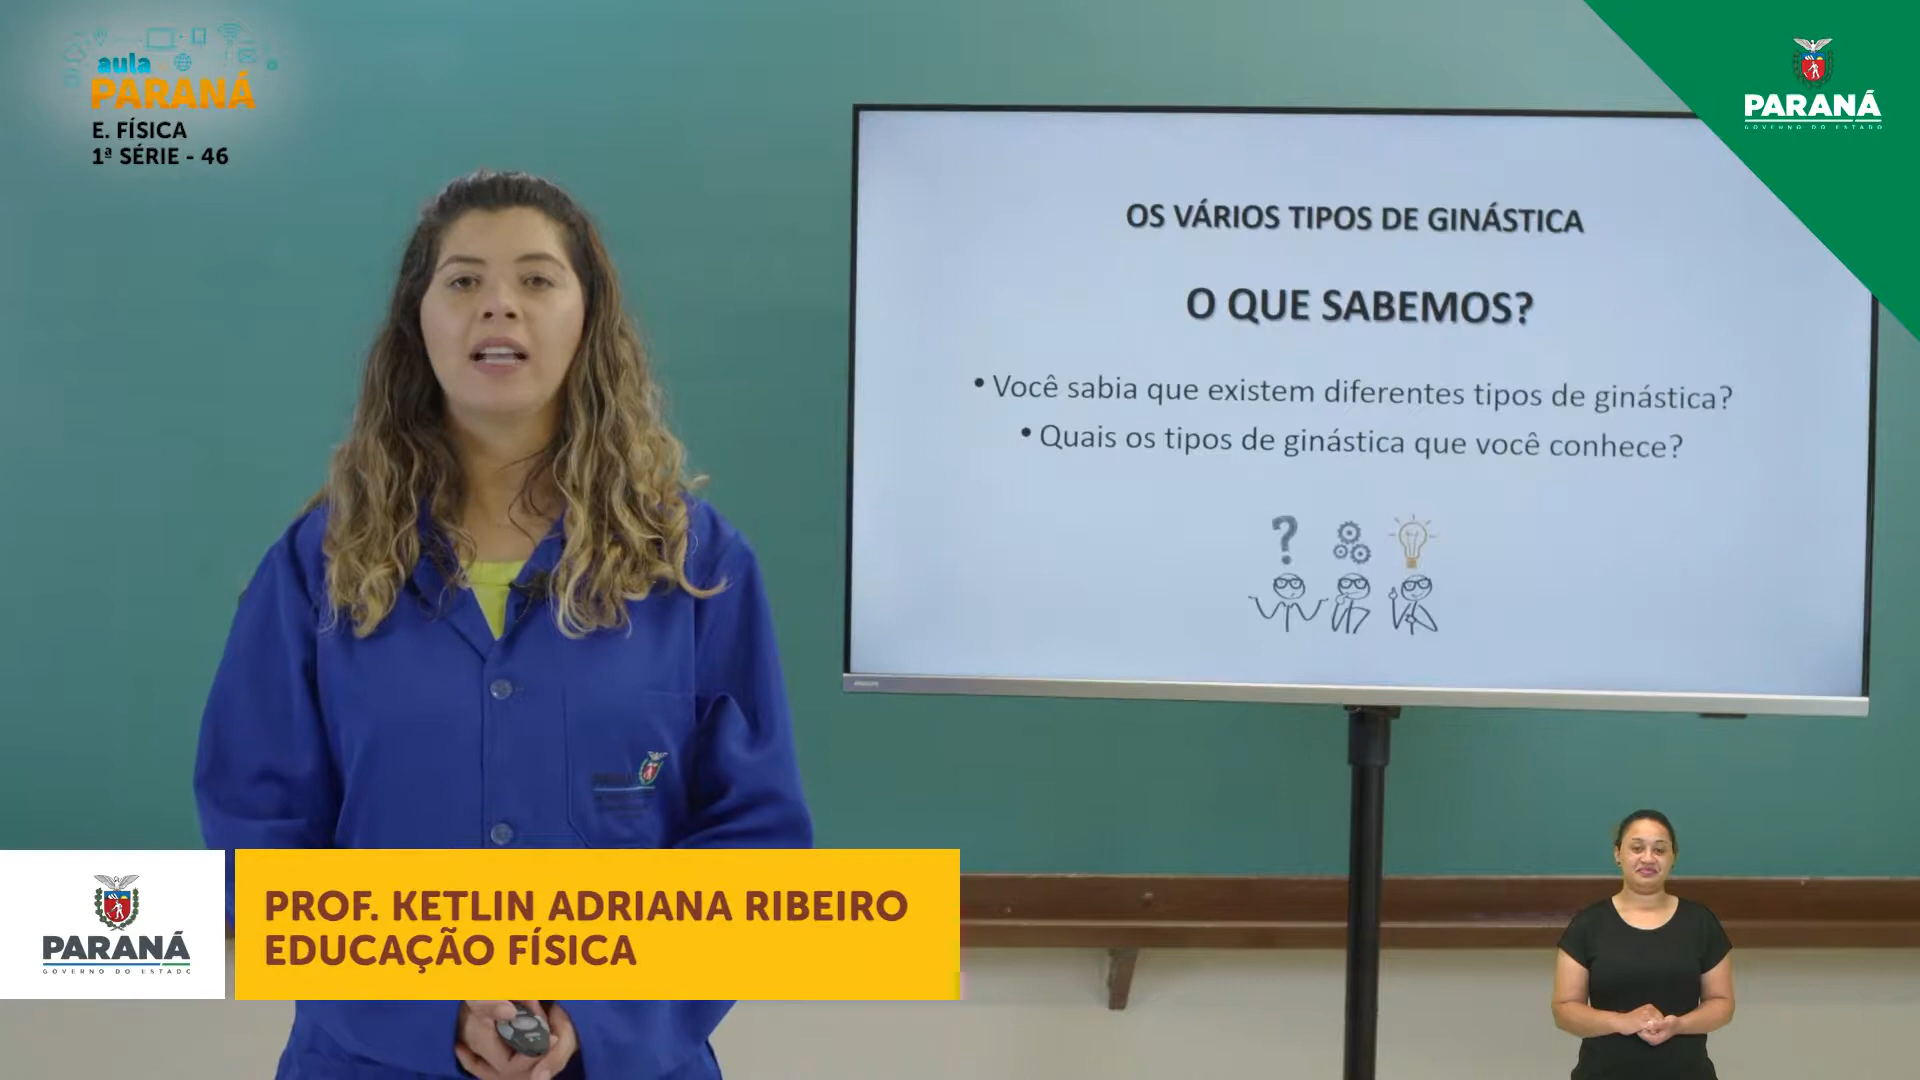 aula
PARANÁ
E. FÍSICA
1ª SÉRIE - 46
PARANÁ
GOVERNO DO ESTADO
OS VÁRIOS TIPOS DE GINÁSTICA
O QUE SABEMOS?
• Você sabia que existem diferentes tipos de ginástica?
• Quais os tipos de ginástica que você conhece?
?
PARANÁ
GOVERNO DO ESTADO
PROF. KETLIN ADRIANA RIBEIRO
EDUCAÇÃO FÍSICA